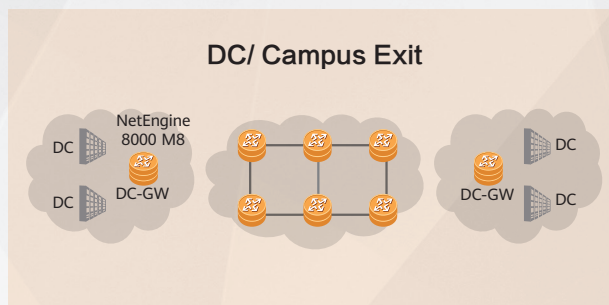 DC/ Campus Exit
NetEngine
8000 M8
DC
DC
DC-GW
DC-GW
DC
DC